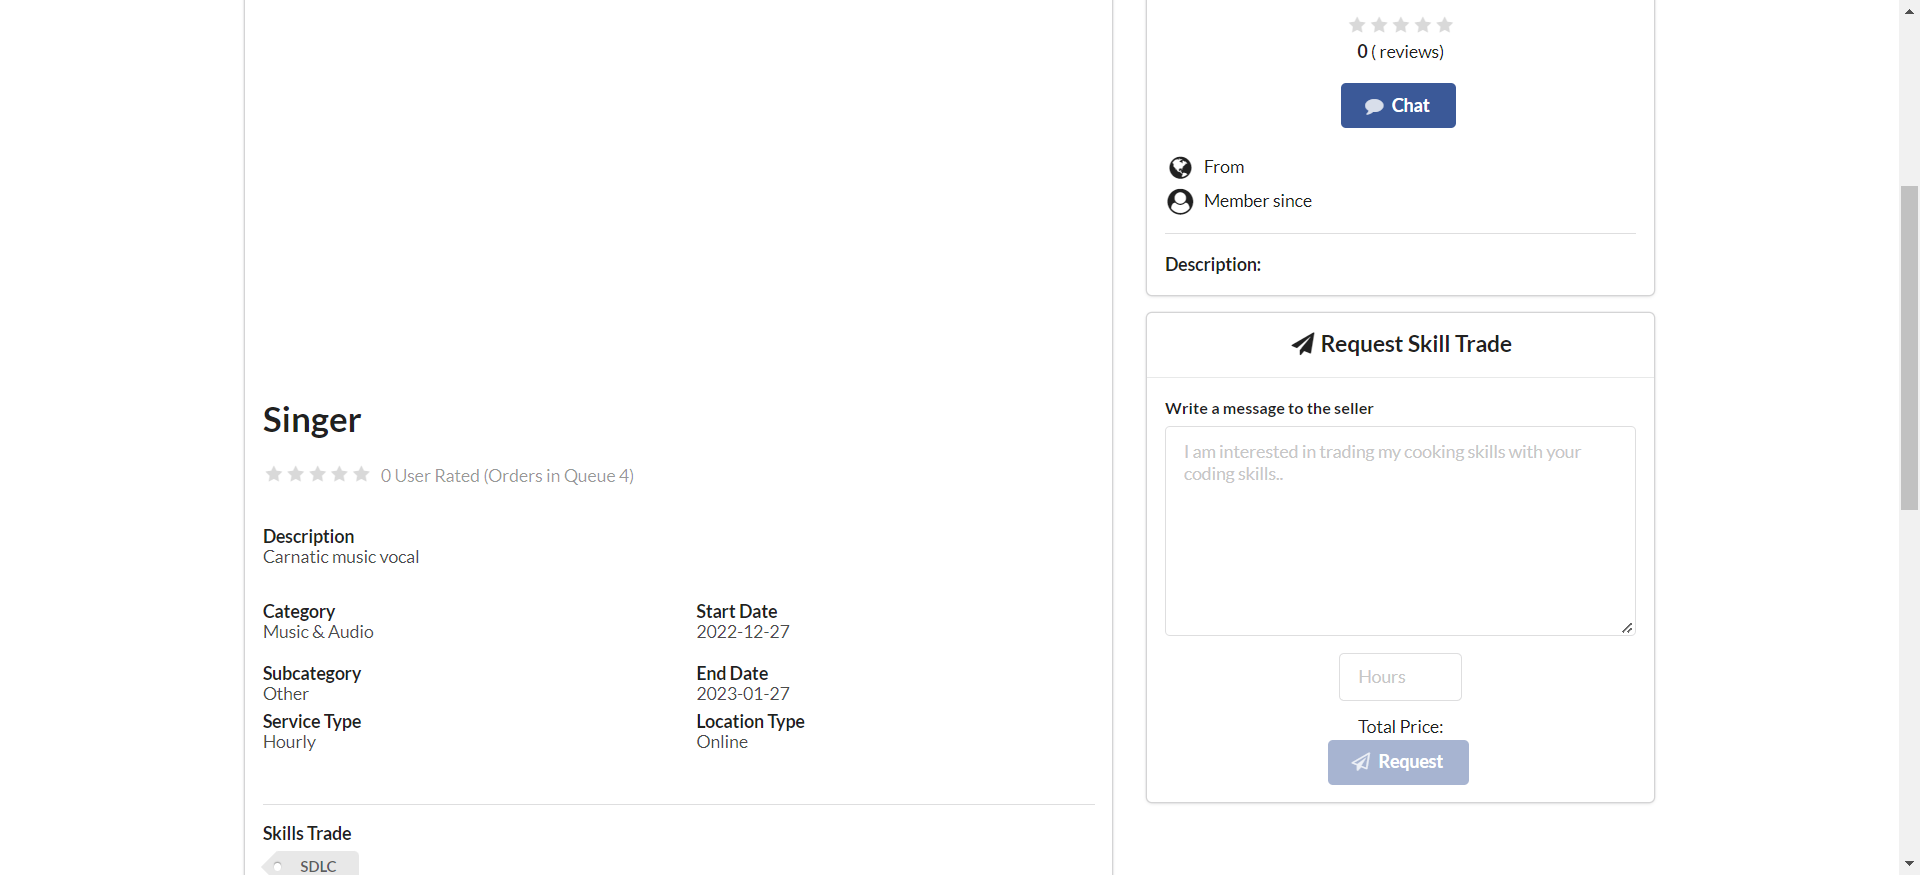 0 ( reviews)
Chat
From
Member since
Description:
Request Skill Trade
Write a message to the seller
I am interested in trading my cooking skills with your
coding skills..
Hours
Total Price:
Request
Singer
0 User Rated (Orders in Queue 4)
Description
Carnatic music vocal
Category
Music & Audio
Start Date
2022-12-27
Subcategory
Other
End Date
2023-01-27
Service Type
Hourly
Location Type
Online
Skills Trade
SDLC